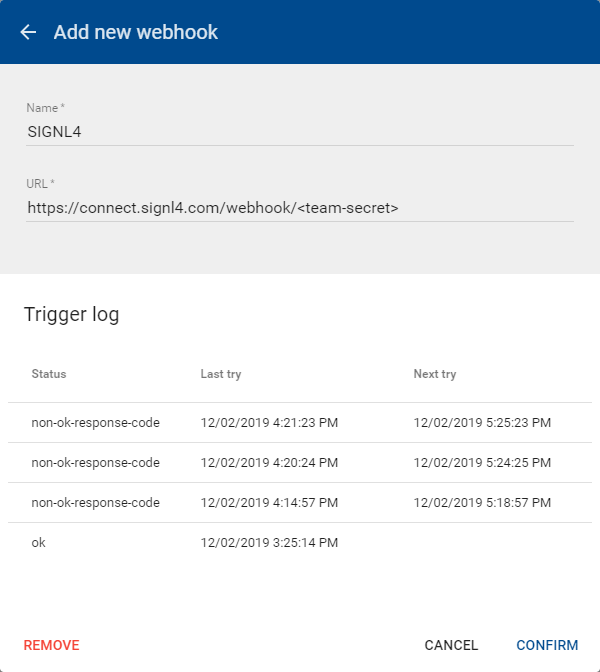 Add new webhook
Name *
SIGNL4
URL *
https://connect.signl4.com/webhook/<team-secret>
Trigger log
Status Last try Next try
non-ok-response-code 12/02/2019 4:21:23 PM 12/02/2019 5:25:23 PM
non-ok-response-code 12/02/2019 4:20:24 PM 12/02/2019 5:24:25 PM
non-ok-response-code 12/02/2019 4:14:57 PM 12/02/2019 5:18:57 PM
ok 12/02/2019 3:25:14 PM
REMOVE CANCEL CONFIRM